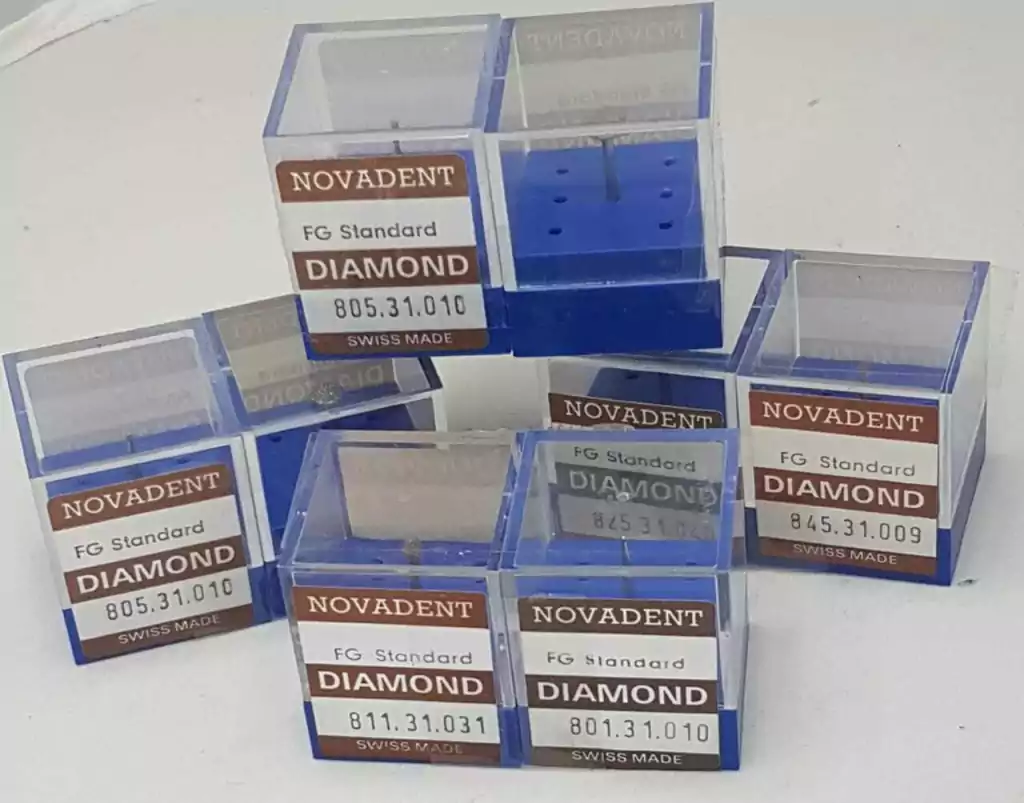 NOVADENT
FG Standard
DIAMOND
805.31.010
SWISS MADE
NOVADENT
FG Standard
DIAMOND
805.31.010
SWISS MADE
NOVADENT
FG Standard
DIAMOND
NOVADENT
FG Standard
DIAMOND
845.31.009
SWISS MADE
NOVADENT
FG Standard
DIAMOND
811.31.031
SWISS MADE
NOVADENT
FG Standard
DIAMOND
801.31.010
SWISS MADE